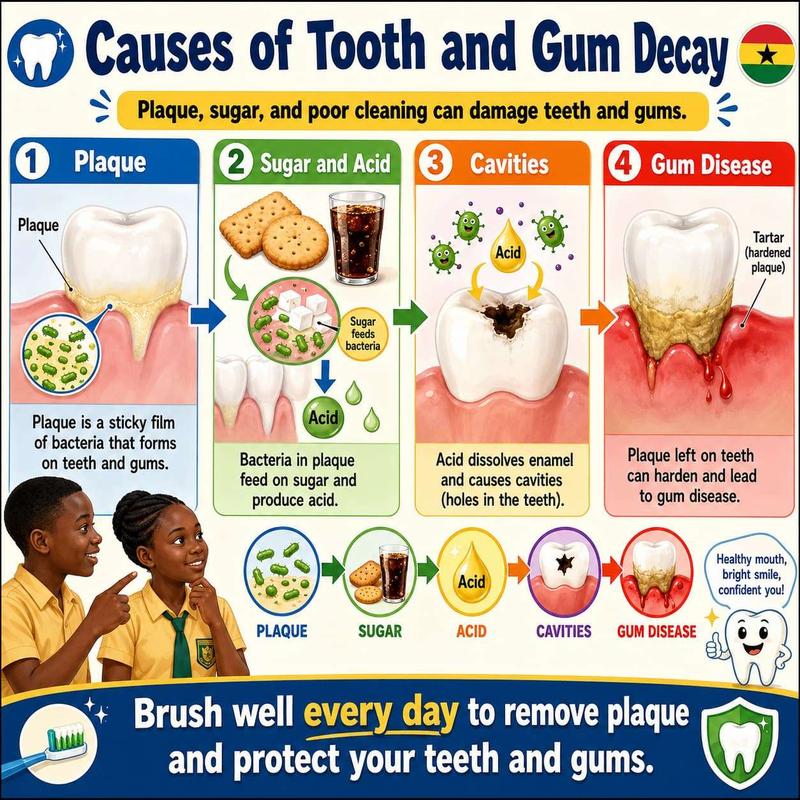 Causes of Tooth and Gum Decay
Plaque, sugar, and poor cleaning can damage teeth and gums.
1 Plaque
Plaque
Plaque is a sticky film
of bacteria that forms
on teeth and gums.
2 Sugar and Acid
Sugar
feeds
bacteria
Acid
Bacteria in plaque
feed on sugar and
produce acid.
3 Cavities
Acid
Acid dissolves enamel
and causes cavities
(holes in the teeth).
4 Gum Disease
Tartar
(hardened
plaque)
Plaque left on teeth
can harden and lead
to gum disease.
PLAQUE
SUGAR
Acid
ACID
CAVITIES
GUM DISEASE
Healthy mouth,
bright smile,
confident you!
Brush well every day to remove plaque
and protect your teeth and gums.